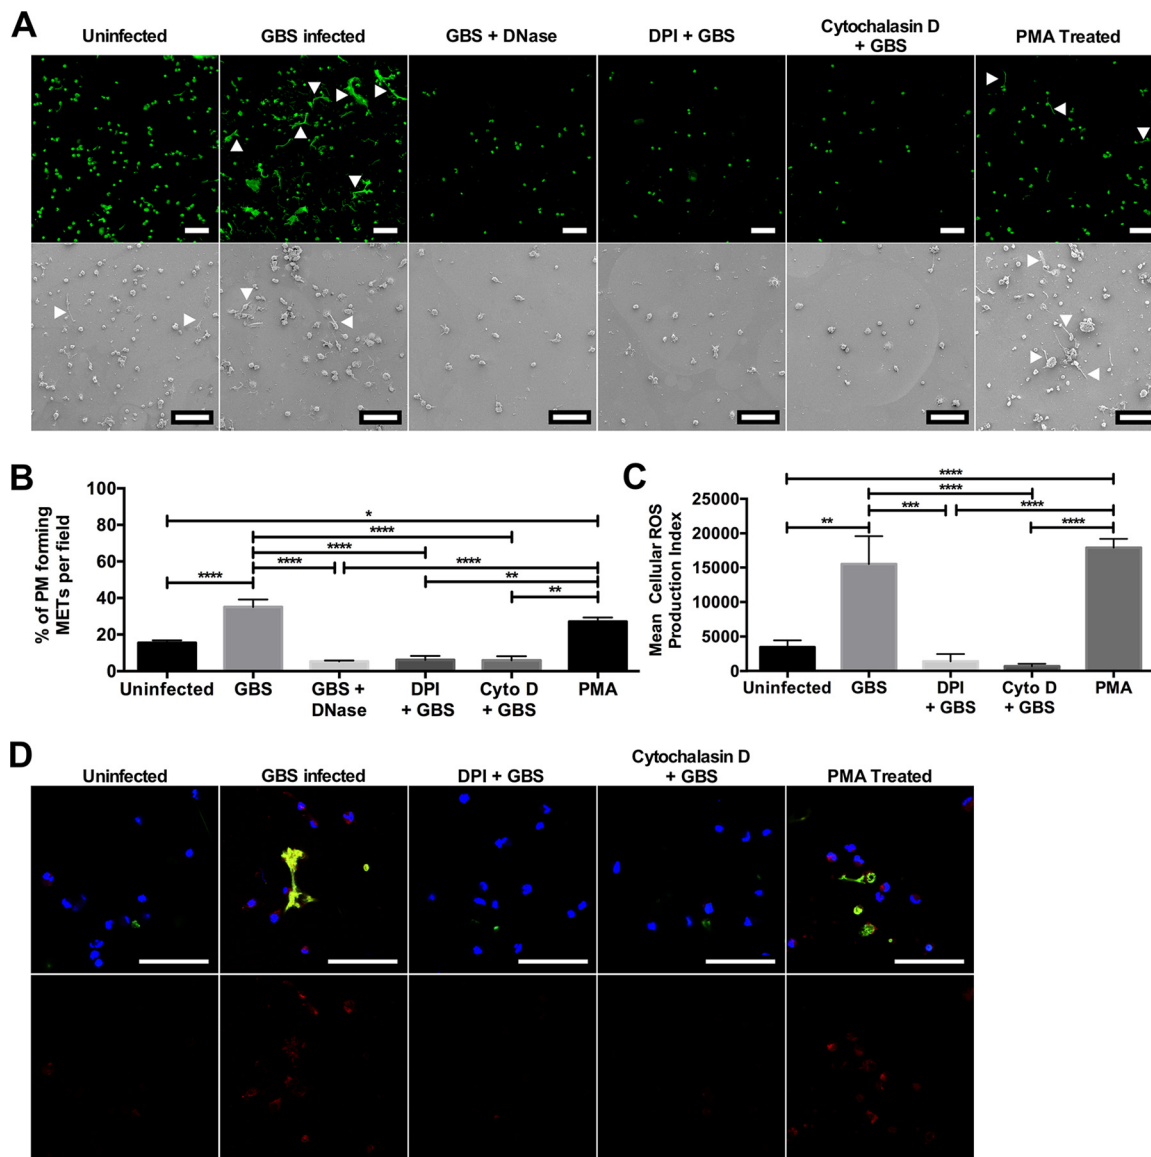 A
Uninfected
GBS infected
GBS + DNase
DPI + GBS
Cytochalasin D
+ GBS
PMA Treated
B
% of PM forming
METs per field
100
80
60
40
20
0
*
****
****
****
****
****
**
**
Uninfected
GBS
GBS +
DNase
DPI
+ GBS
Cyto D
+ GBS
PMA
C
Mean Cellular ROS
Production Index
25000
20000
15000
10000
5000
0
****
****
***
****
**
****
Uninfected
GBS
DPI
+ GBS
Cyto D
+ GBS
PMA
D
Uninfected
GBS infected
DPI + GBS
Cytochalasin D
+ GBS
PMA Treated